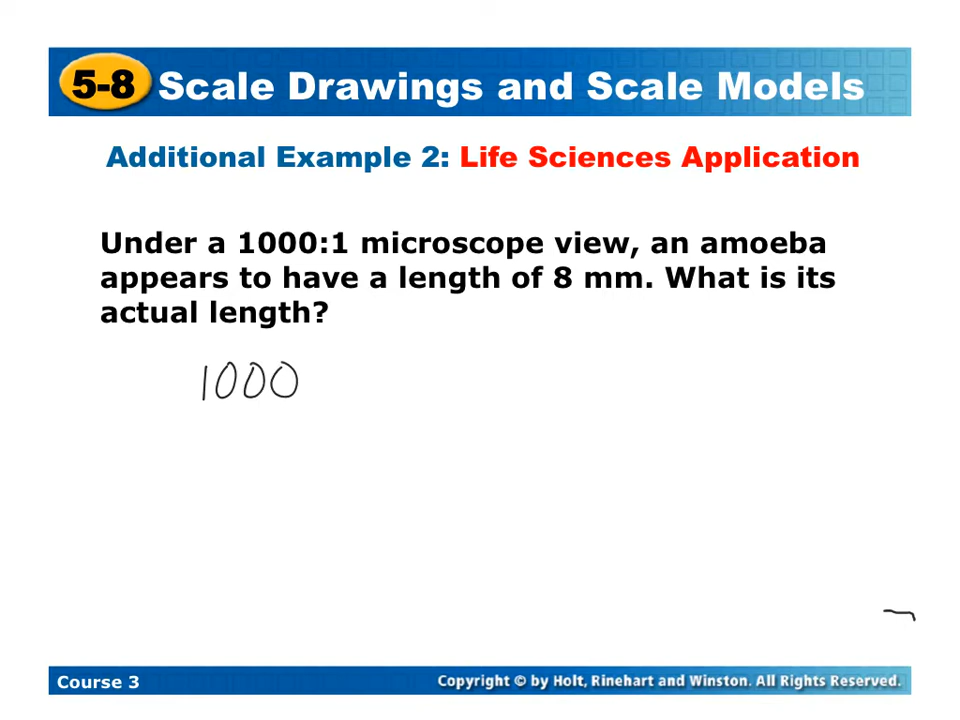 5-8 Scale Drawings and Scale Models
Additional Example 2: Life Sciences Application
Under a 1000:1 microscope view, an amoeba
appears to have a length of 8 mm. What is its
actual length?
1000
Course 3
Copyright © by Holt, Rinehart and Winston. All Rights Reserved.